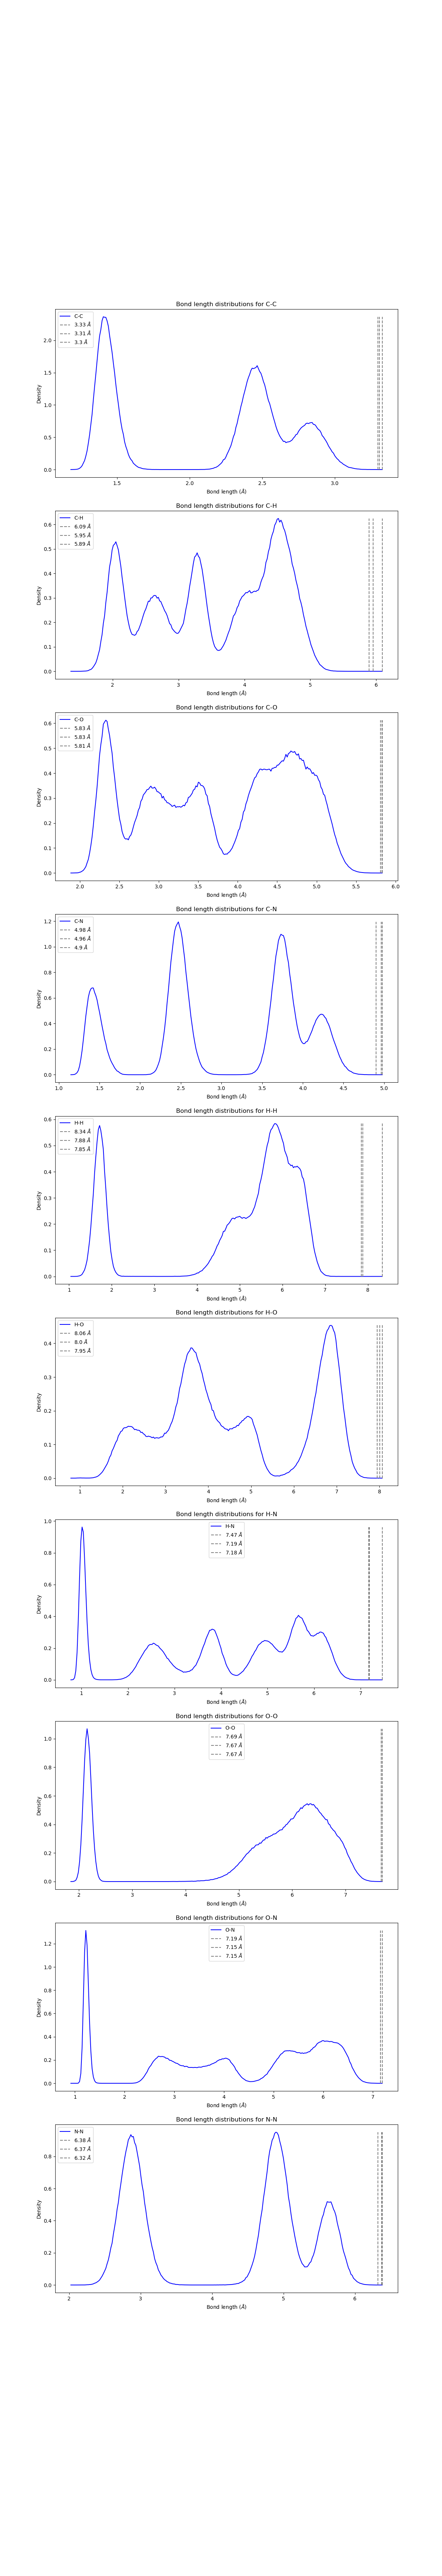 Bond length distributions for C-C
C-C
3.33 Å
3.31 Å
3.3 Å
Density
2.0
1.5
1.0
0.5
0.0
1.5 2.0 2.5 3.0
Bond length (Å)
Bond length distributions for C-H
C-H
6.09 Å
5.95 Å
5.89 Å
Density
0.6
0.5
0.4
0.3
0.2
0.1
0.0
2 3 4 5 6
Bond length (Å)
Bond length distributions for C-O
C-O
5.83 Å
5.83 Å
5.81 Å
Density
0.6
0.5
0.4
0.3
0.2
0.1
0.0
2.0 2.5 3.0 3.5 4.0 4.5 5.0 5.5 6.0
Bond length (Å)
Bond length distributions for C-N
C-N
4.98 Å
4.96 Å
4.9 Å
Density
1.2
1.0
0.8
0.6
0.4
0.2
0.0
1.0 1.5 2.0 2.5 3.0 3.5 4.0 4.5 5.0
Bond length (Å)
Bond length distributions for H-H
H-H
8.34 Å
7.88 Å
7.85 Å
Density
0.6
0.5
0.4
0.3
0.2
0.1
0.0
1 2 3 4 5 6 7 8
Bond length (Å)
Bond length distributions for H-O
H-O
8.06 Å
8.0 Å
7.95 Å
Density
0.4
0.3
0.2
0.1
0.0
1 2 3 4 5 6 7 8
Bond length (Å)
Bond length distributions for H-N
H-N
7.47 Å
7.19 Å
7.18 Å
Density
1.0
0.8
0.6
0.4
0.2
0.0
1 2 3 4 5 6 7
Bond length (Å)
Bond length distributions for O-O
O-O
7.69 Å
7.67 Å
7.67 Å
Density
1.0
0.8
0.6
0.4
0.2
0.0
2 3 4 5 6 7
Bond length (Å)
Bond length distributions for O-N
O-N
7.19 Å
7.15 Å
7.15 Å
Density
1.2
1.0
0.8
0.6
0.4
0.2
0.0
1 2 3 4 5 6 7
Bond length (Å)
Bond length distributions for N-N
N-N
6.38 Å
6.37 Å
6.32 Å
Density
0.8
0.6
0.4
0.2
0.0
2 3 4 5 6
Bond length (Å)